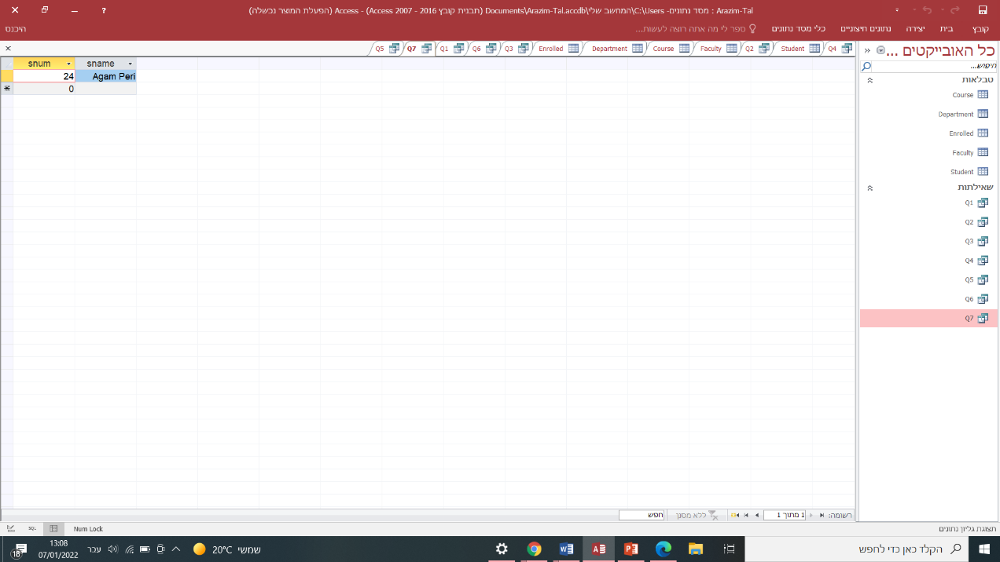 Arazim-Tal : מסד נתונים- C:\Users\המחשב שלי\Documents\Arazim-Tal.accdb (תבנית קובץ Access 2007 - 2016) - Access (הפעלת המוצר נכשלה)
?
קובץ
בית
יצירה
נתונים חיצוניים
כלי מסד נתונים
ספר לי מה אתה רוצה לעשות...
היכנס
כל האובייקטים ...
חיפוש...
טבלאות
Course
Department
Enrolled
Faculty
Student
שאילתות
Q1
Q2
Q3
Q4
Q5
Q6
Q7
Q4
Student
Q2
Faculty
Course
Department
Enrolled
Q3
Q6
Q1
Q7
Q5
snum sname
24 Agam Peri
0
רשומה: 1 מתוך 1
ללא מסנן
חפש
תצוגת גליון נתונים
Num Lock
SQL
הקלד כאן כדי לחפש
20°C שמשי
עבר
13:08
07/01/2022
18